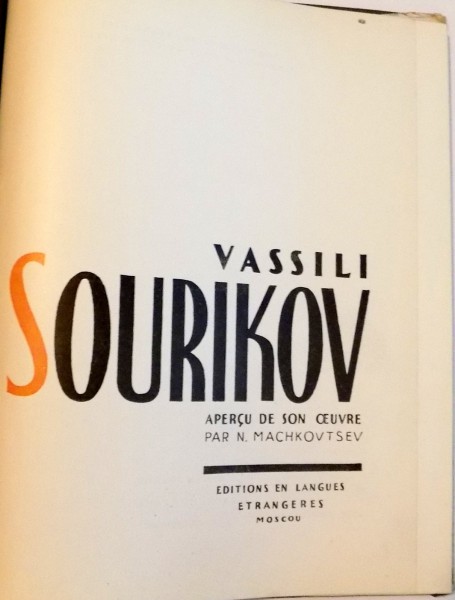 VASSILI
SOURIKOV
APERÇU DE SON ŒUVRE
PAR N. MACHKOVTSEV
EDITIONS EN LANGUES
ETRANGERES
MOSCOU